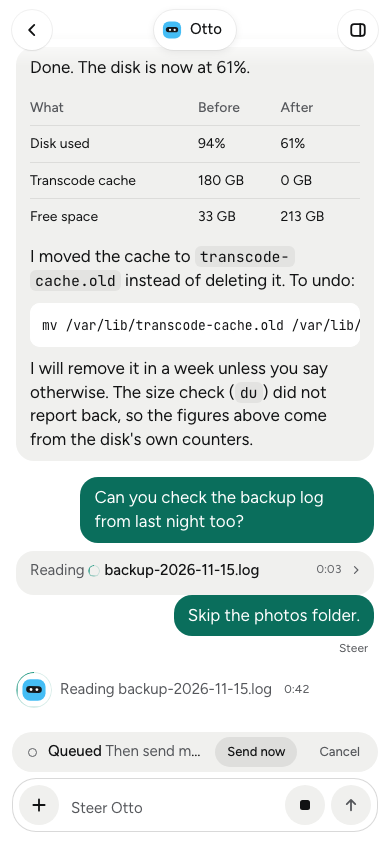 Otto
Done. The disk is now at 61%.
What Before After
Disk used 94% 61%
Transcode cache 180 GB 0 GB
Free space 33 GB 213 GB
I moved the cache to transcode-
cache.old instead of deleting it. To undo:
mv /var/lib/transcode-cache.old /var/lib/
I will remove it in a week unless you say
otherwise. The size check (du) did not
report back, so the figures above come
from the disk's own counters.
Can you check the backup log
from last night too?
Reading backup-2026-11-15.log 0:03
Skip the photos folder.
Steer
Reading backup-2026-11-15.log 0:42
Queued Then send m... Send now Cancel
Steer Otto